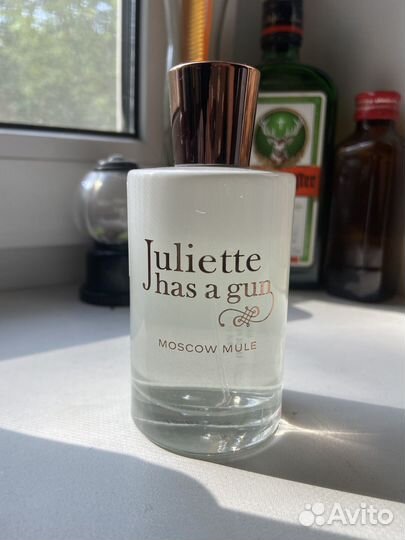 Juliette
has a gun
MOSCOW MULE
Avito